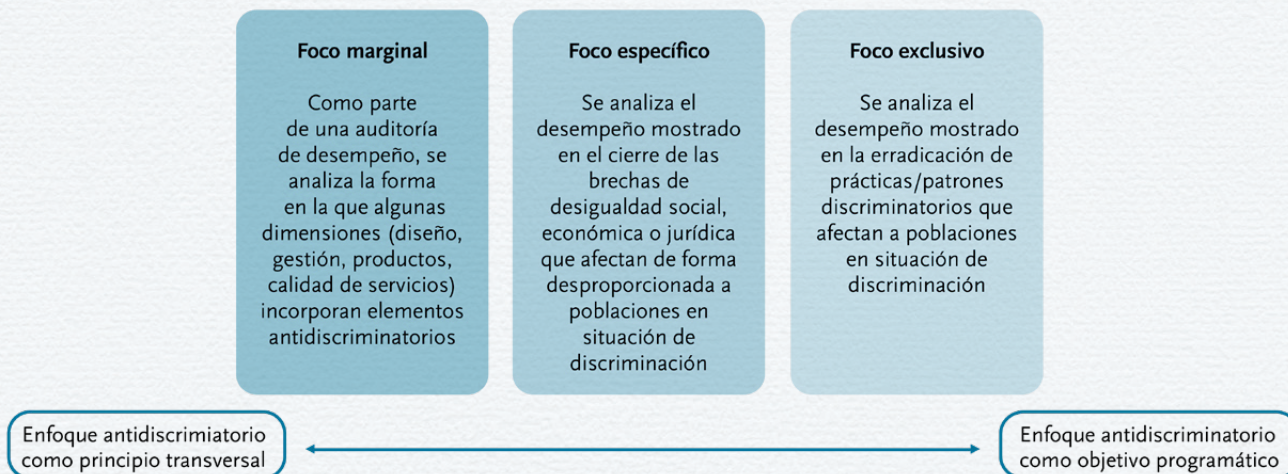 Foco marginal
Como parte
de una auditoría
de desempeño, se
analiza la forma
en la que algunas
dimensiones (diseño,
gestión, productos,
calidad de servicios)
incorporan elementos
antidiscriminatorios
Foco específico
Se analiza el
desempeño mostrado
en el cierre de las
brechas de
desigualdad social,
económica o jurídica
que afectan de forma
desproporcionada a
poblaciones en
situación de
discriminación
Foco exclusivo
Se analiza el
desempeño mostrado
en la erradicación de
prácticas/patrones
discriminatorios que
afectan a poblaciones
en situación de
discriminación
Enfoque antidiscrimiatorio
como principio transversal
Enfoque antidiscriminatorio
como objetivo programático